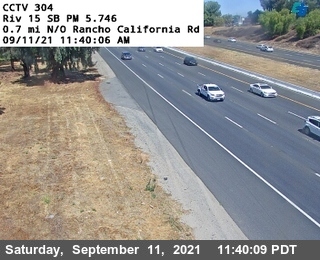 CCTV 304
Riv 15 SB PM 5.746
0.7 mi N/O Rancho California Rd
09/11/21 11:40:06 AM
Saturday, September 11, 2021 11:40:09 PDT